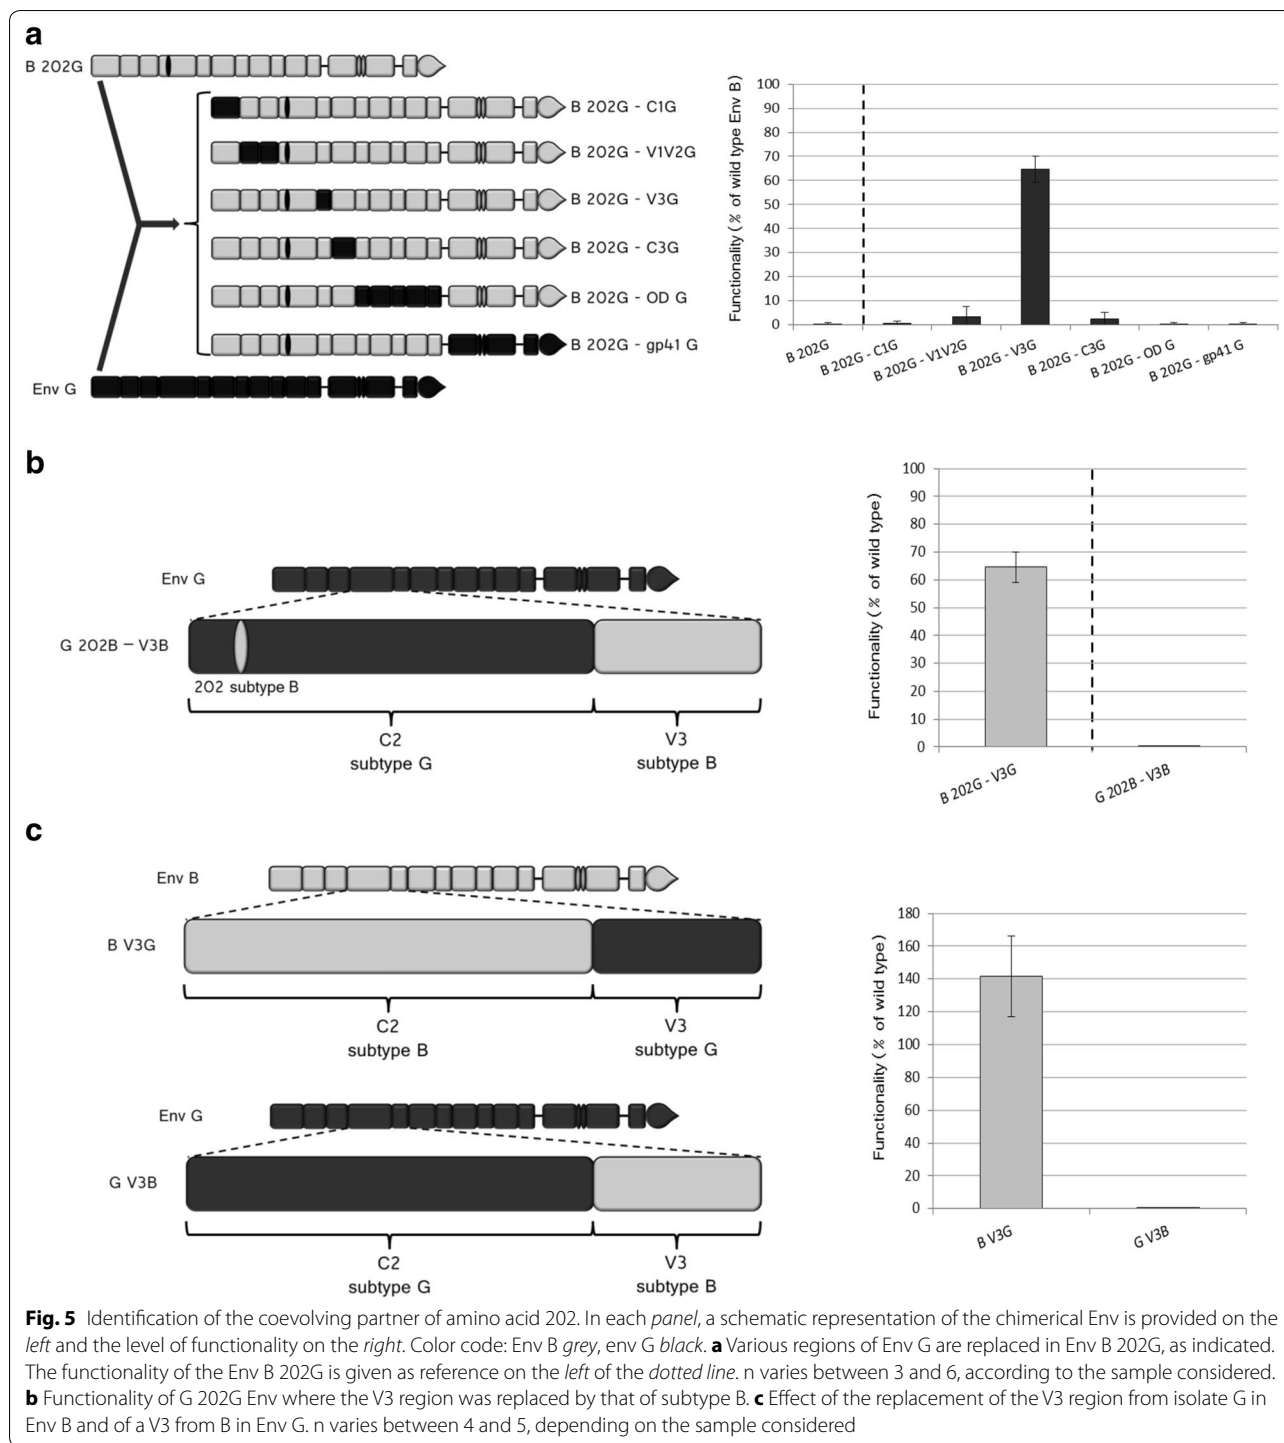 a
B 202G
B 202G - C1G
B 202G - V1V2G
B 202G - V3G
B 202G - C3G
B 202G - OD G
B 202G - gp41 G
Env G
Functionality (% of wild type Env B)
100
90
80
70
60
50
40
30
20
10
0
B 202G
B 202G - C1G
B 202G - V1V2G
B 202G - V3G
B 202G - C3G
B 202G - OD G
B 202G - gp41 G
b
Env G
G 202B – V3B
202 subtype B
C2
subtype G
V3
subtype B
Functionality (% of wild type)
100
90
80
70
60
50
40
30
20
10
0
B 202G - V3G
G 202B - V3B
c
Env B
B V3G
C2
subtype B
V3
subtype G
Env G
G V3B
C2
subtype G
V3
subtype B
Functionality (% of wild type)
180
160
140
120
100
80
60
40
20
0
B V3G
G V3B
Fig. 5 Identification of the coevolving partner of amino acid 202. In each panel, a schematic representation of the chimerical Env is provided on the
left and the level of functionality on the right. Color code: Env B grey, env G black. a Various regions of Env G are replaced in Env B 202G, as indicated.
The functionality of the Env B 202G is given as reference on the left of the dotted line. n varies between 3 and 6, according to the sample considered.
b Functionality of G 202G Env where the V3 region was replaced by that of subtype B. c Effect of the replacement of the V3 region from isolate G in
Env B and of a V3 from B in Env G. n varies between 4 and 5, depending on the sample considered